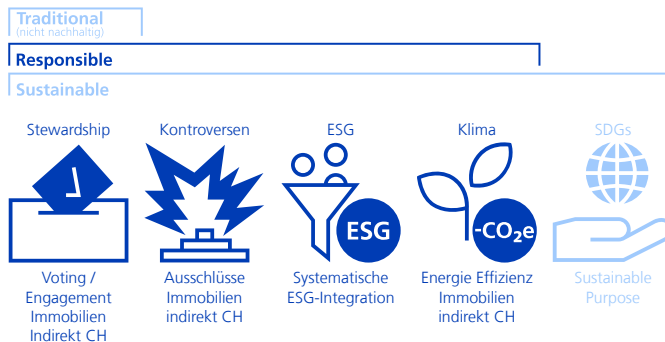 Traditional
(nicht nachhaltig)
Responsible
Sustainable
Stewardship
Kontroversen
ESG
Klima
SDGs
ESG
-CO₂e
Voting /
Engagement
Immobilien
Indirekt CH
Ausschlüsse
Immobilien
indirekt CH
Systematische
ESG-Integration
Energie Effizienz
Immobilien
indirekt CH
Sustainable
Purpose